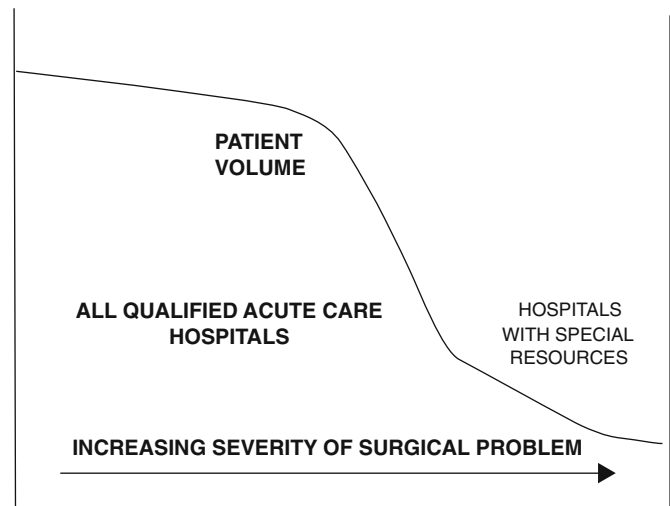 PATIENT
VOLUME
ALL QUALIFIED ACUTE CARE
HOSPITALS
HOSPITALS
WITH SPECIAL
RESOURCES
INCREASING SEVERITY OF SURGICAL PROBLEM